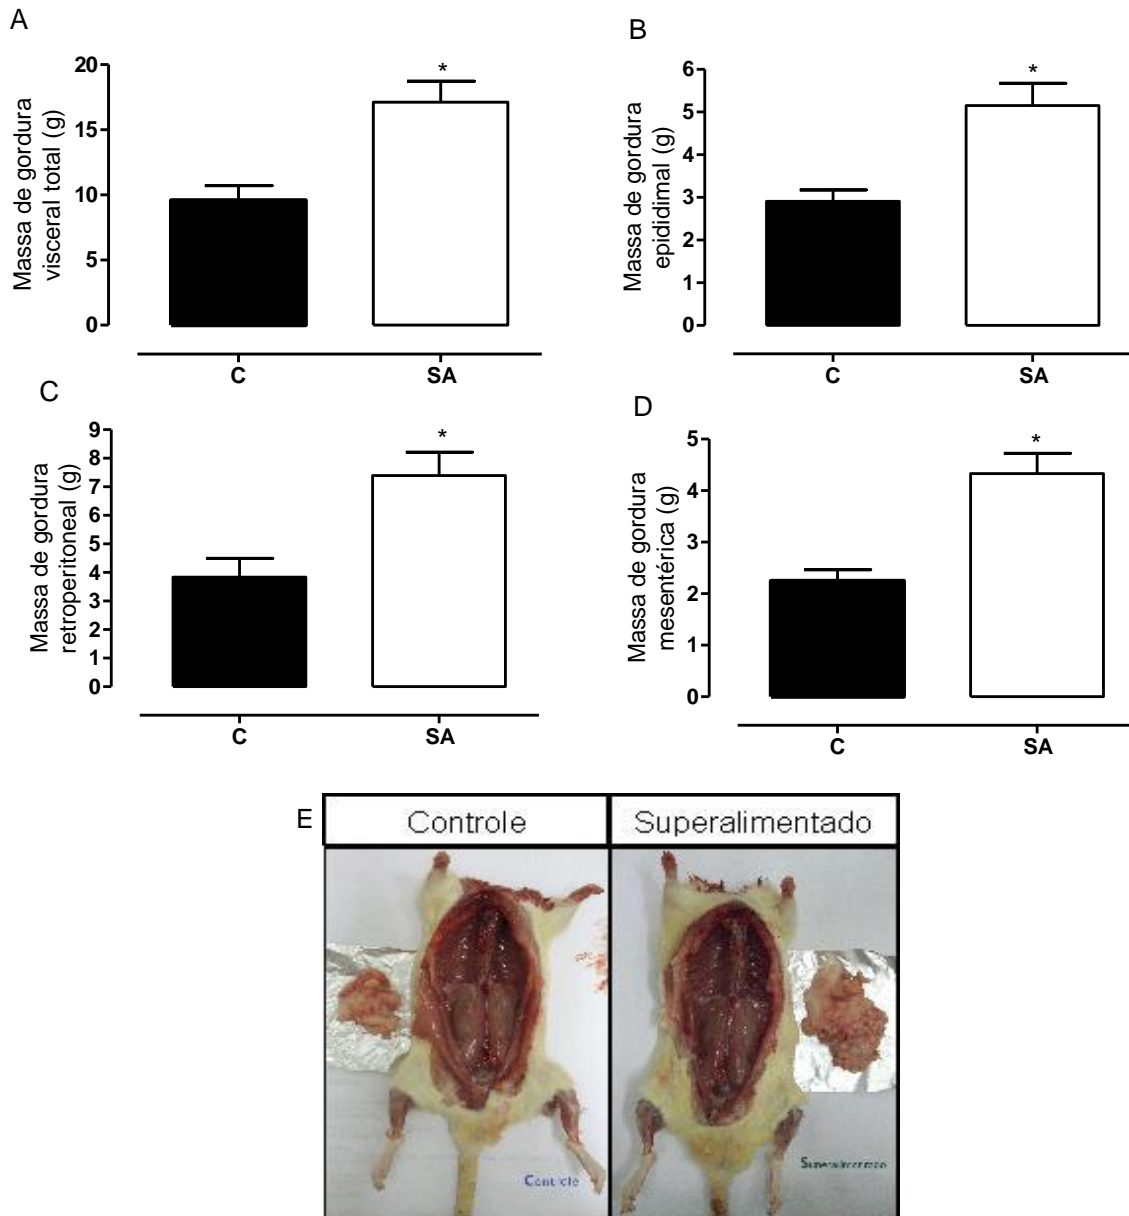 A
Massa de gordura
visceral total (g)
20
15
10
5
0
*
C
SA
B
Massa de gordura
epididimal (g)
6
5
4
3
2
1
0
*
C
SA
C
Massa de gordura
retroperitoneal (g)
9
8
7
6
5
4
3
2
1
0
*
C
SA
D
Massa de gordura
mesentérica (g)
5
4
3
2
1
0
*
C
SA
E
Controle
Superalimentado
Controle
Superalimentado